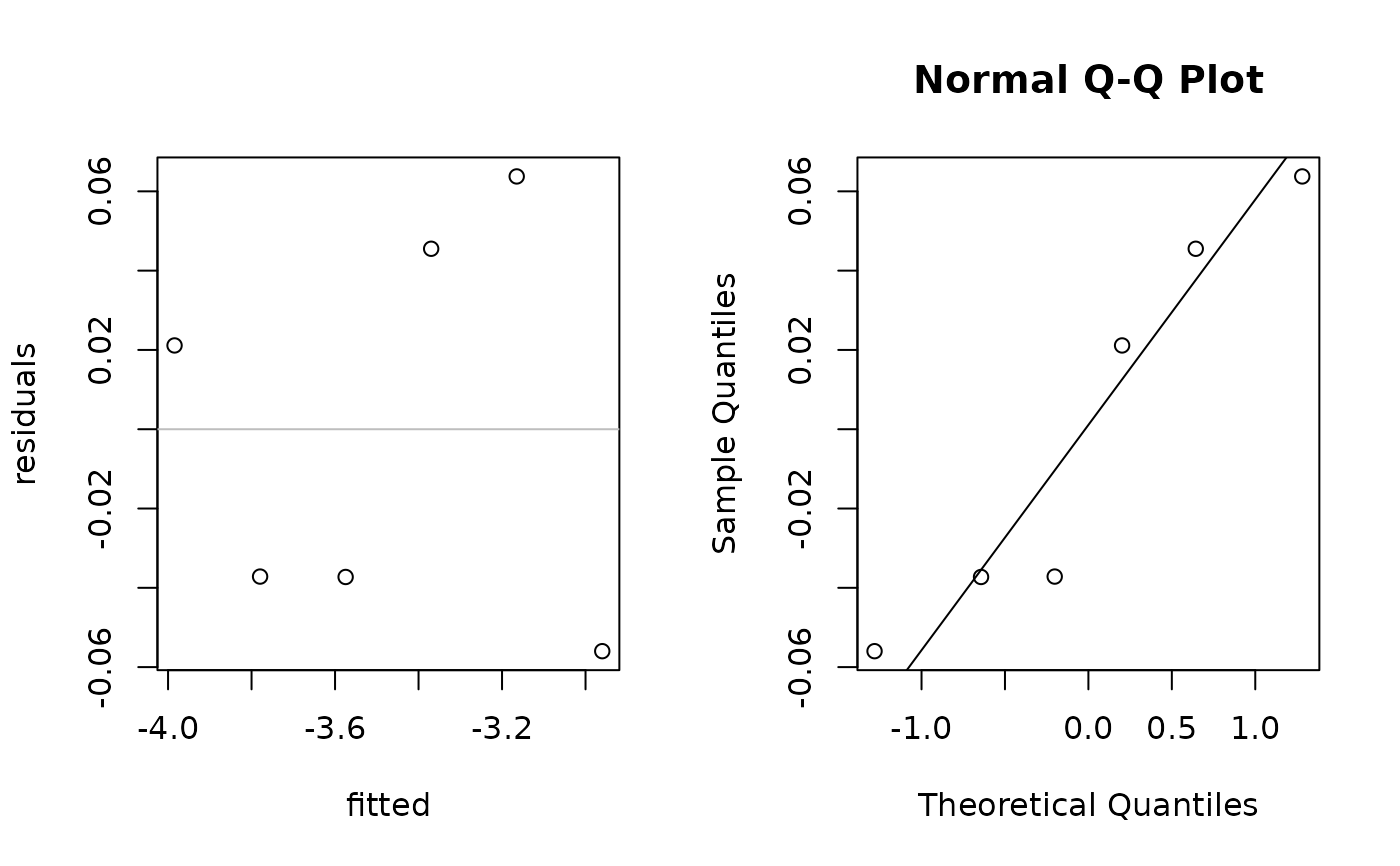 residuals
0.06
0.02
-0.02
-0.06
-4.0 -3.6 -3.2
fitted
Normal Q-Q Plot
Sample Quantiles
0.06
0.02
-0.02
-0.06
-1.0 0.0 0.5 1.0
Theoretical Quantiles